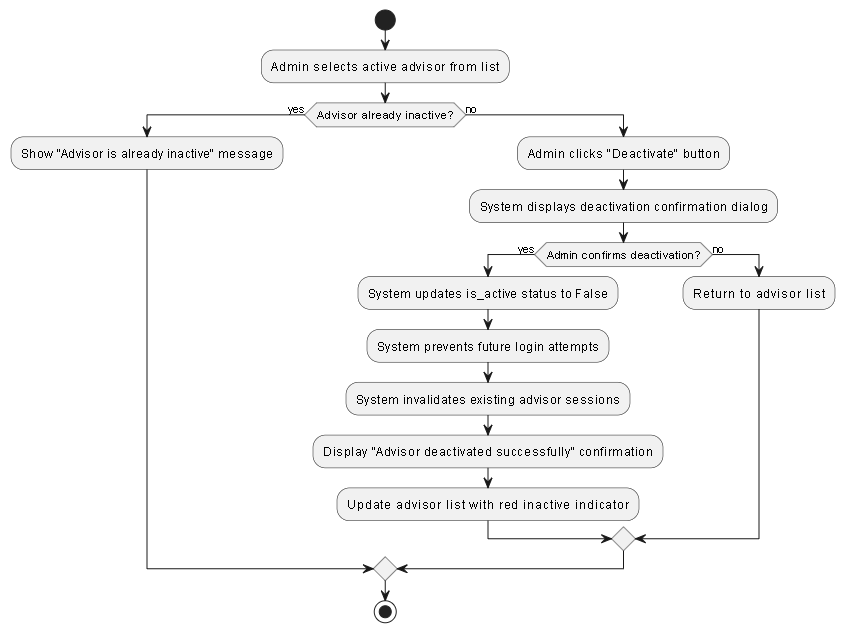 Admin selects active advisor from list
yes
Advisor already inactive?
no
Show "Advisor is already inactive" message
Admin clicks "Deactivate" button
System displays deactivation confirmation dialog
yes
Admin confirms deactivation?
no
System updates is_active status to False
Return to advisor list
System prevents future login attempts
System invalidates existing advisor sessions
Display "Advisor deactivated successfully" confirmation
Update advisor list with red inactive indicator